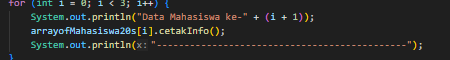 for (int i = 0; i < 3; i++) {
System.out.println("Data Mahasiswa ke-" + (i + 1));
arrayofMahasiswa20s[i].cetakInfo();
System.out.println(x: "--------------------------------------------");
}